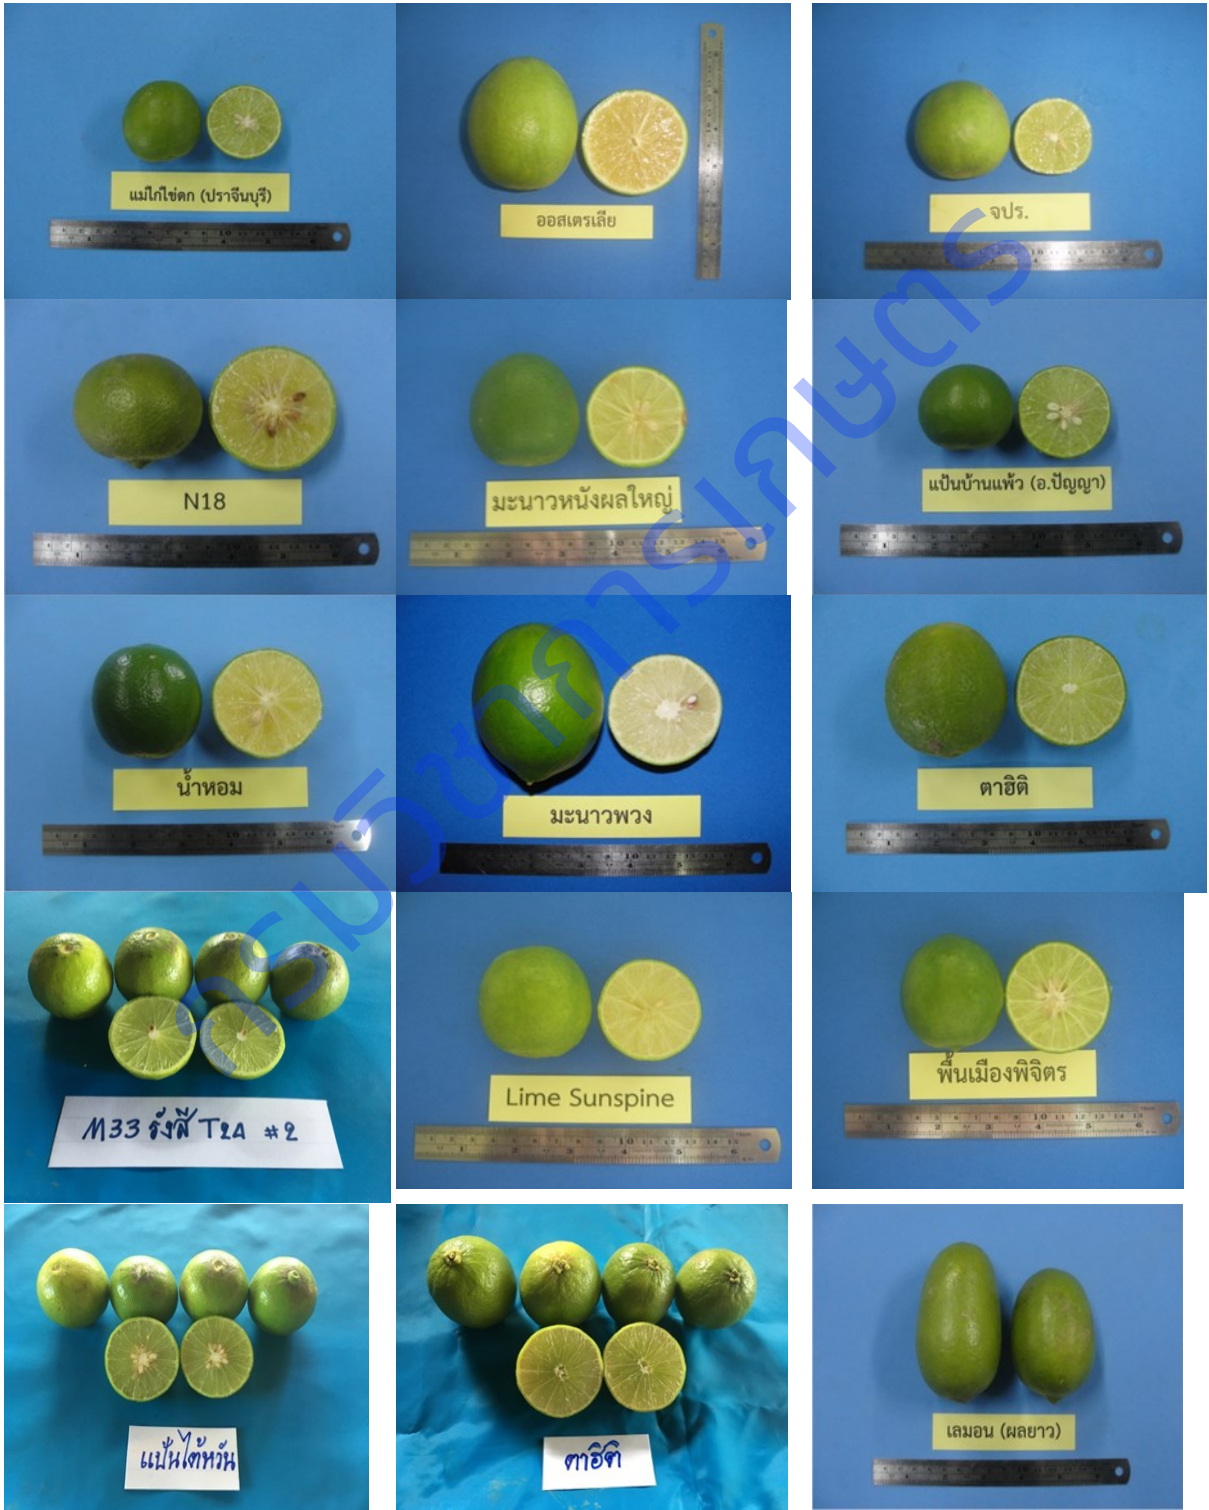 แม่ไก่ไข่ดก (ปราจีนบุรี)
ออสเตรเลีย
จปร.
N18
มะนาวหนังผลใหญ่
แป้นบ้านแพ้ว (อ.ปัญญา)
น้ำหอม
มะนาวพวง
ตาฮิติ
M33 รังสี T2A #2
Lime Sunspine
พื้นเมืองพิจิตร
แป้นไต้หวัน
ตาฮิติ
เลมอน (ผลยาว)
กรมวิชาการเกษตร